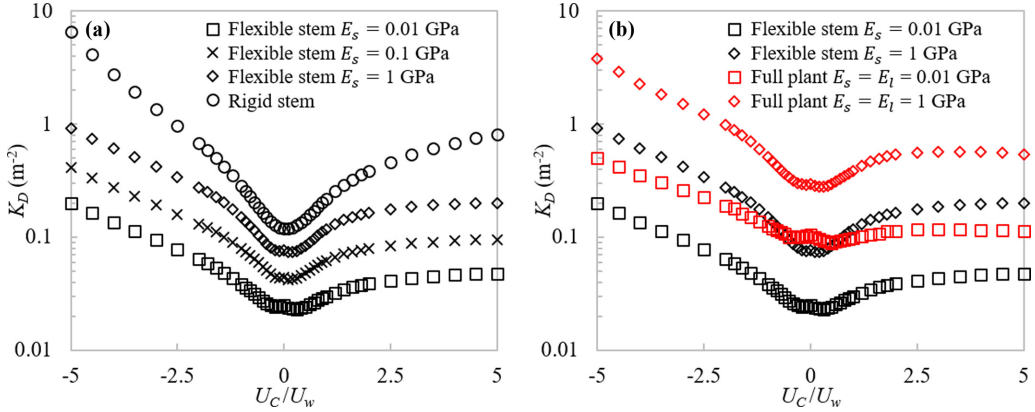 (a)
10
1
0.1
0.01
K_D (m⁻²)
Flexible stem E_s = 0.01 GPa
Flexible stem E_s = 0.1 GPa
Flexible stem E_s = 1 GPa
Rigid stem
-5 -2.5 0 2.5 5
U_C/U_w
(b)
10
1
0.1
0.01
K_D (m⁻²)
Flexible stem E_s = 0.01 GPa
Flexible stem E_s = 1 GPa
Full plant E_s = E_l = 0.01 GPa
Full plant E_s = E_l = 1 GPa
-5 -2.5 0 2.5 5
U_C/U_w